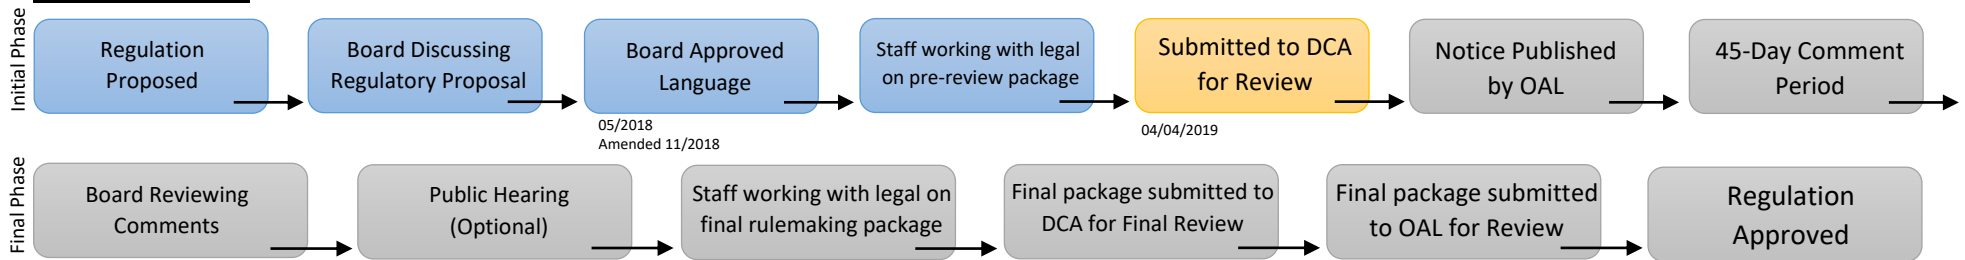 Initial Phase
Regulation
Proposed
Board Discussing
Regulatory Proposal
Board Approved
Language
05/2018
Amended 11/2018
Staff working with legal
on pre-review package
Submitted to DCA
for Review
04/04/2019
Notice Published
by OAL
45-Day Comment
Period
Final Phase
Board Reviewing
Comments
Public Hearing
(Optional)
Staff working with legal on
final rulemaking package
Final package submitted to
DCA for Final Review
Final package submitted
to OAL for Review
Regulation
Approved